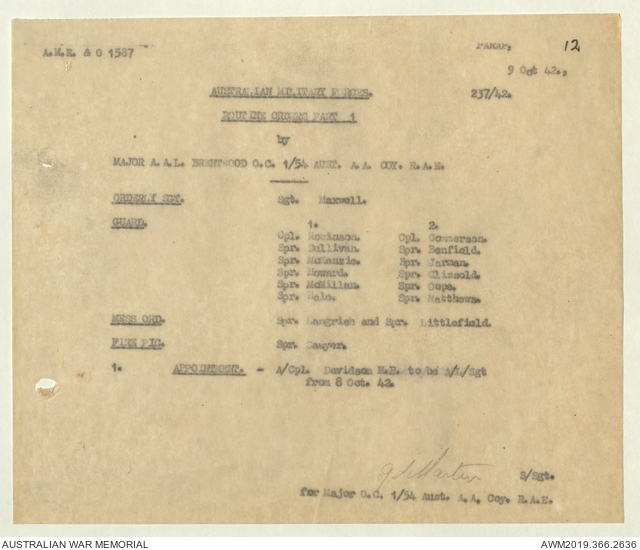 A.M.R. & O 1587
12
9 Oct 42.,
AUSTRALIAN MILITARY FORCES.
237/42.
ROUTINE ORDERS PART 1
by
MAJOR A.A.L. BRENTWOOD O.C. 1/54 AUST. A.A. COY. R.A.E.
ORDERLY SGT. Sgt. Maxwell.
GUARD. 1. 2.
Cpl. Robinson. Cpl. Gommerson.
Spr. Sullivan. Spr. Benfield.
Spr. McKenzie. Spr. Jarman.
Spr. Howard. Spr. Clissold.
Spr. McMillan. Spr. Cope.
Spr. Spr. Matthews.
MESS ORD. Spr. Langrish and Spr. Littlefield.
FIRE PIC. Spr. Sawyer.
1. APPOINTMENT. - A/Cpl. Davidson M.B. to be A/L/Sgt
from 8 Oct. 42.
Martin S/Sgt.
for Major O.C. 1/54 Aust. A.A. Coy. R.A.E.
AUSTRALIAN WAR MEMORIAL
AWM2019.366.2636